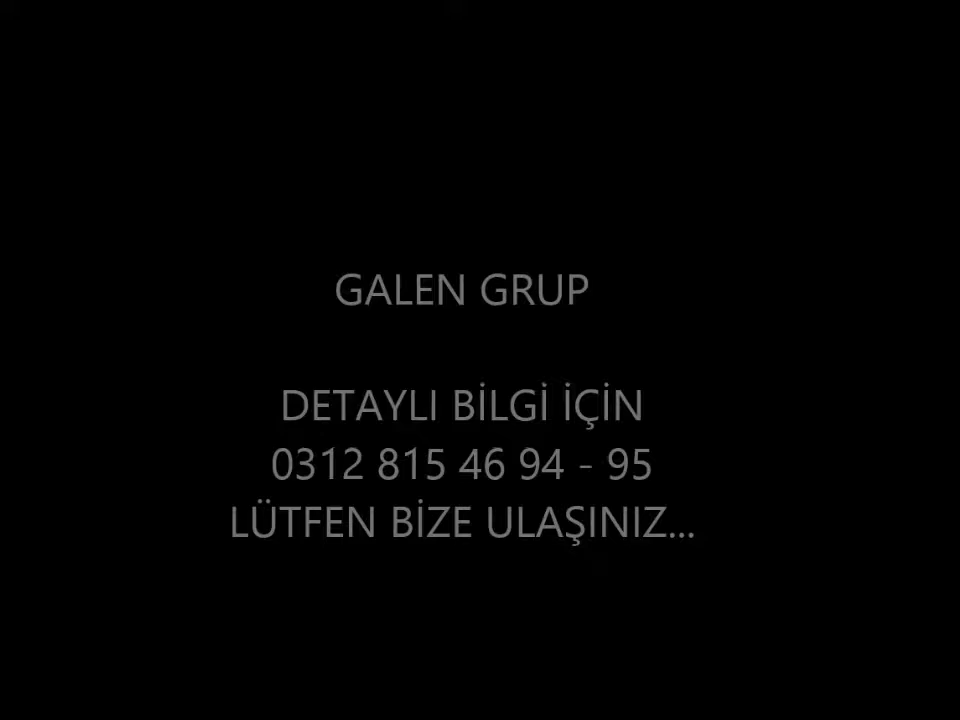 GALEN GRUP
DETAYLI BİLGİ İÇİN
0312 815 46 94 - 95
LÜTFEN BİZE ULAŞINIZ...